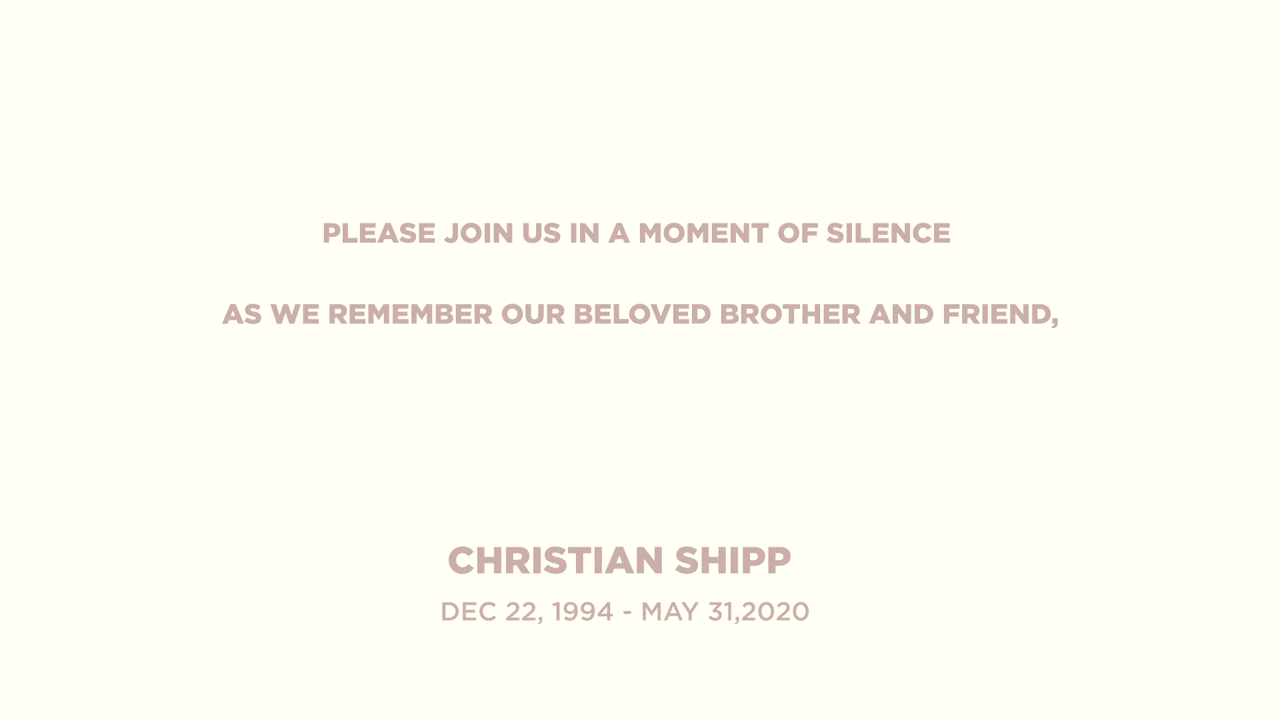 PLEASE JOIN US IN A MOMENT OF SILENCE
AS WE REMEMBER OUR BELOVED BROTHER AND FRIEND,
CHRISTIAN SHIPP
DEC 22, 1994 - MAY 31,2020